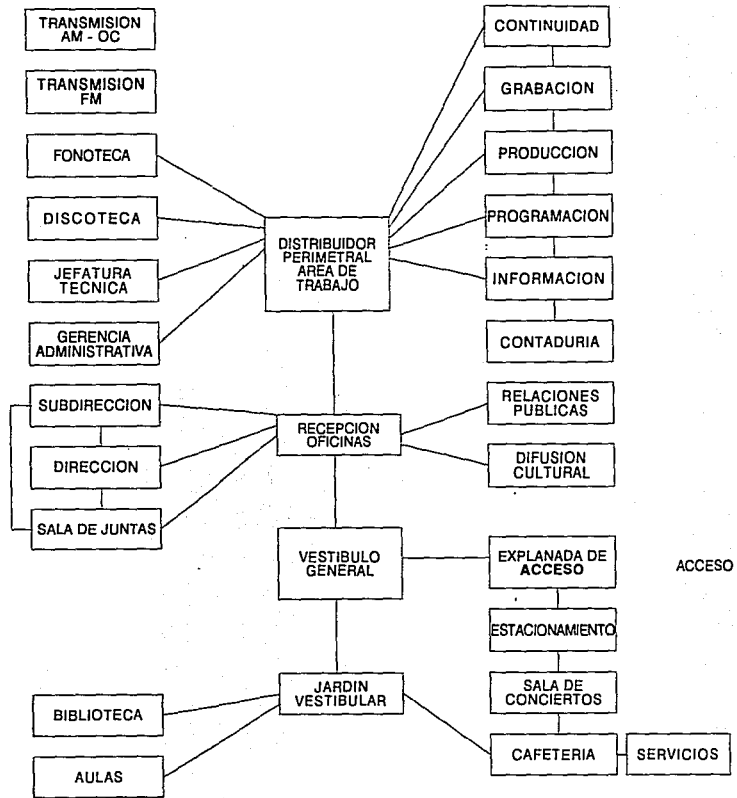 TRANSMISION
AM - OC
TRANSMISION
FM
FONOTECA
DISCOTECA
JEFATURA
TECNICA
GERENCIA
ADMINISTRATIVA
SUBDIRECCION
DIRECCION
SALA DE JUNTAS
BIBLIOTECA
AULAS
DISTRIBUIDOR
PERIMETRAL
AREA DE
TRABAJO
RECEPCION
OFICINAS
VESTIBULO
GENERAL
JARDIN
VESTIBULAR
CONTINUIDAD
GRABACION
PRODUCCION
PROGRAMACION
INFORMACION
CONTADURIA
RELACIONES
PUBLICAS
DIFUSION
CULTURAL
EXPLANADA DE
ACCESO
ESTACIONAMIENTO
SALA DE
CONCIERTOS
CAFETERIA
SERVICIOS
ACCESO